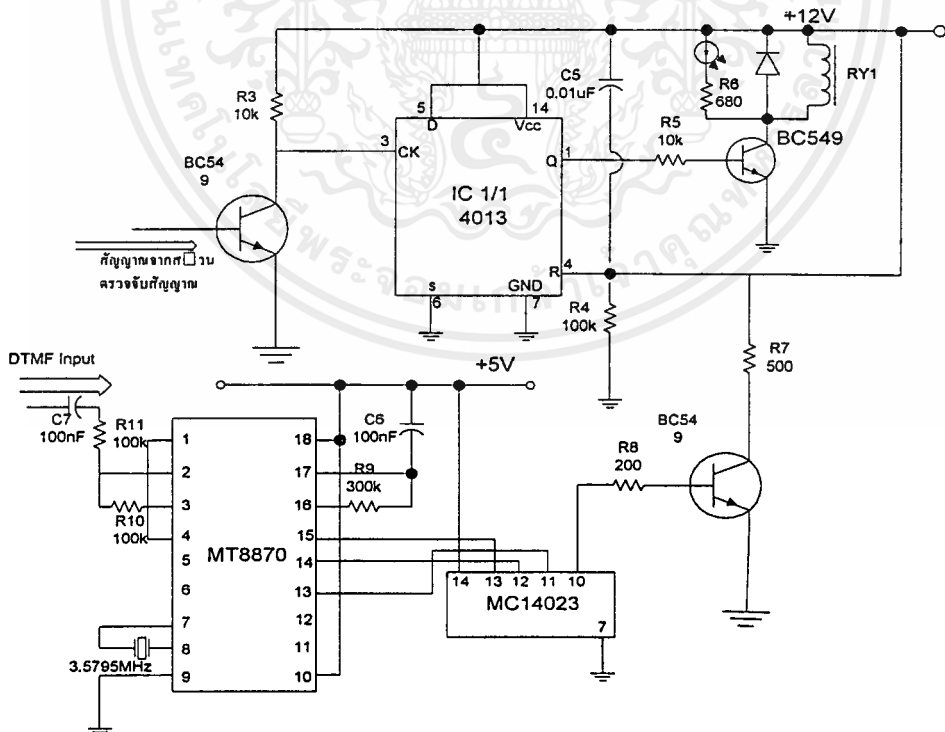 +12V
R3
10k
5
D
14
Vcc
C5
0.01uF
R6
680
RY1
3
CK
Q
1
R5
10k
BC549
BC54
9
IC 1/1
4013
สัญญาณจากส วน
ตรวจจับสัญญาณ
R
4
s
6
GND
7
R4
100k
R7
500
DTMF Input
+5V
C7
100nF
R11
100k
1
2
3
4
5
6
7
8
9
R10
100k
MT8870
18
17
16
15
14
13
12
11
10
C6
100nF
R9
300k
BC54
9
R8
200
14
13
12
11
10
MC14023
7
3.5795MHz